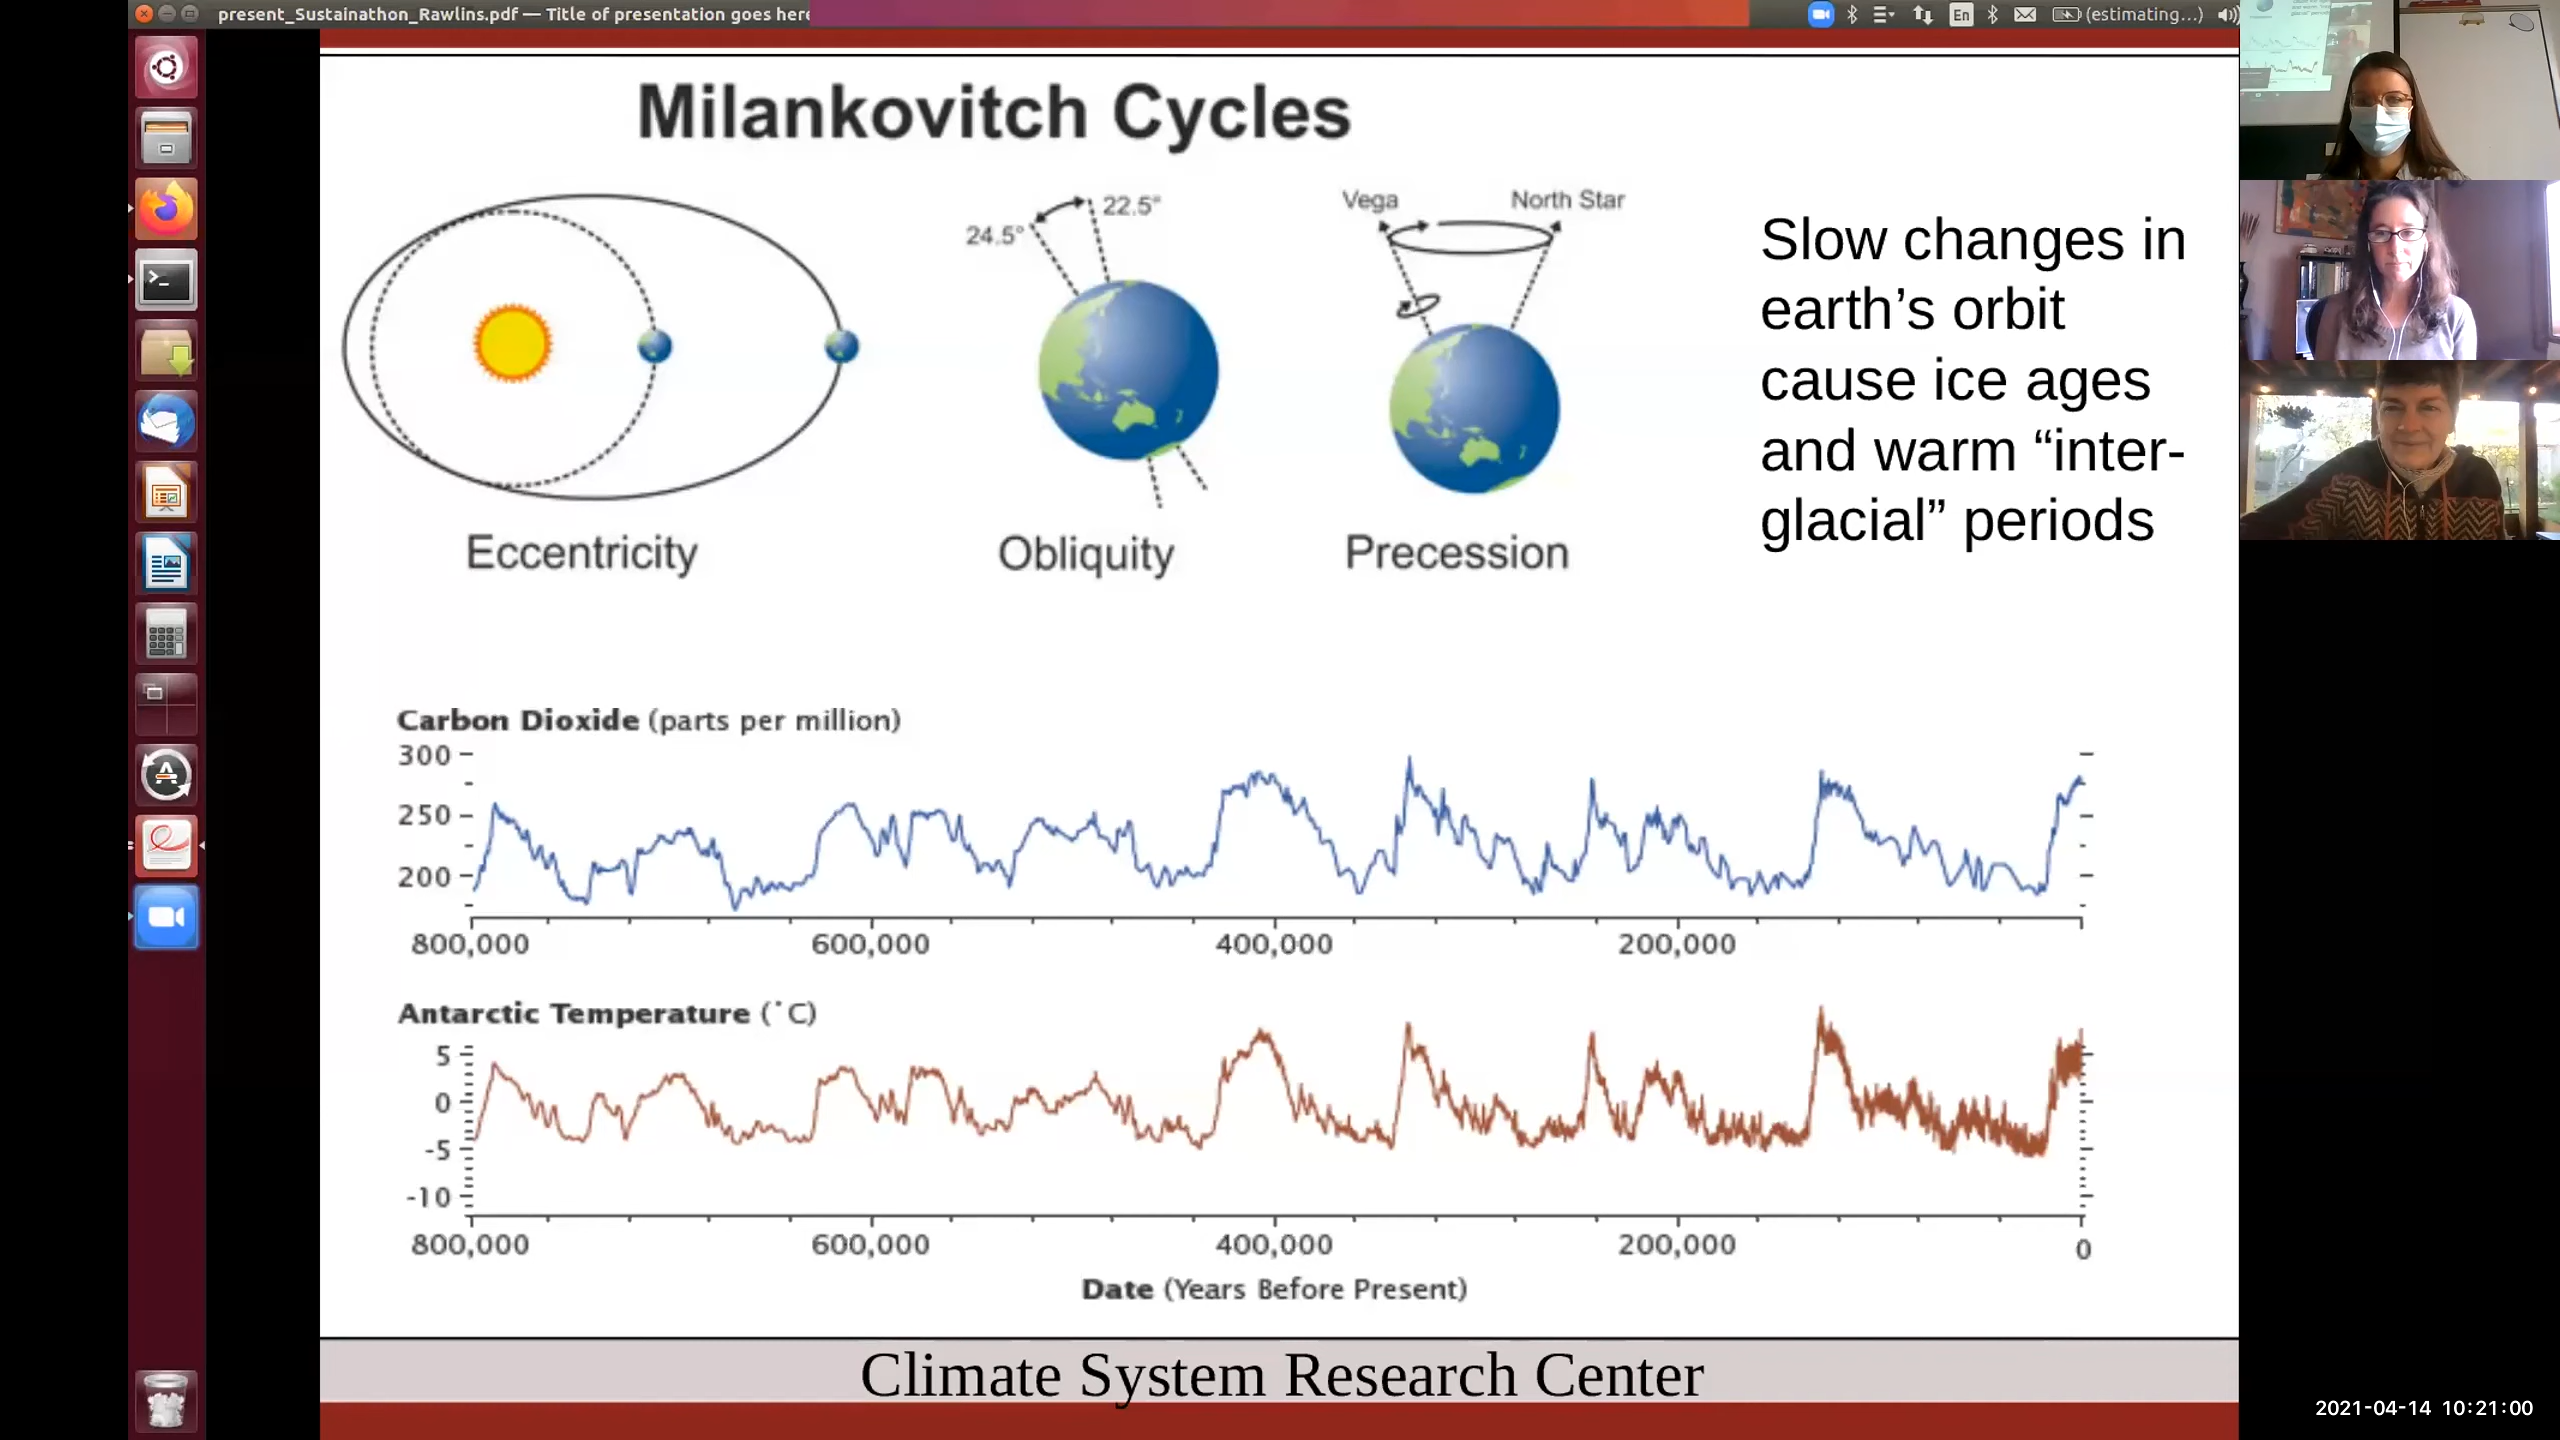 present_Sustainathon_Rawlins.pdf — Title of presentation goes here
En
(estimating...)
Milankovitch Cycles
24.5°
22.5°
Vega
North Star
Eccentricity
Obliquity
Precession
Slow changes in
earth’s orbit
cause ice ages
and warm “inter-
glacial” periods
Carbon Dioxide (parts per million)
300
250
200
800,000
600,000
400,000
200,000
Antarctic Temperature (˚C)
5
0
-5
-10
800,000
600,000
400,000
200,000
0
Date (Years Before Present)
Climate System Research Center
2021-04-14 10:21:00